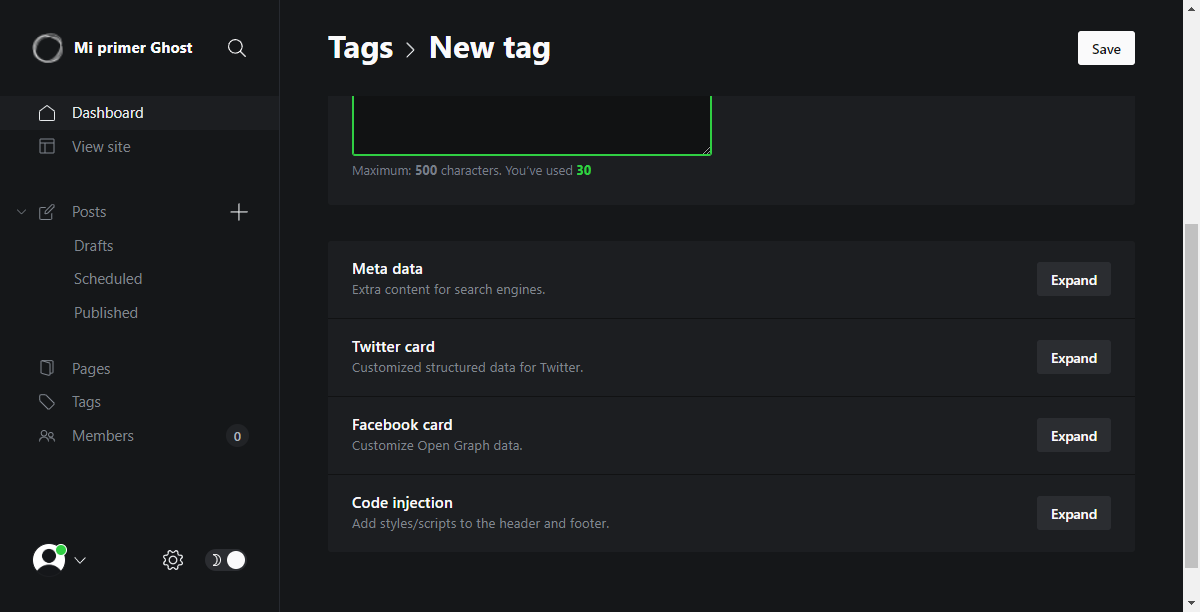 Mi primer Ghost
Dashboard
View site
Posts
Drafts
Scheduled
Published
Pages
Tags
Members
0
Tags > New tag
Save
Maximum: 500 characters. You've used 30
Meta data
Extra content for search engines.
Expand
Twitter card
Customized structured data for Twitter.
Expand
Facebook card
Customize Open Graph data.
Expand
Code injection
Add styles/scripts to the header and footer.
Expand